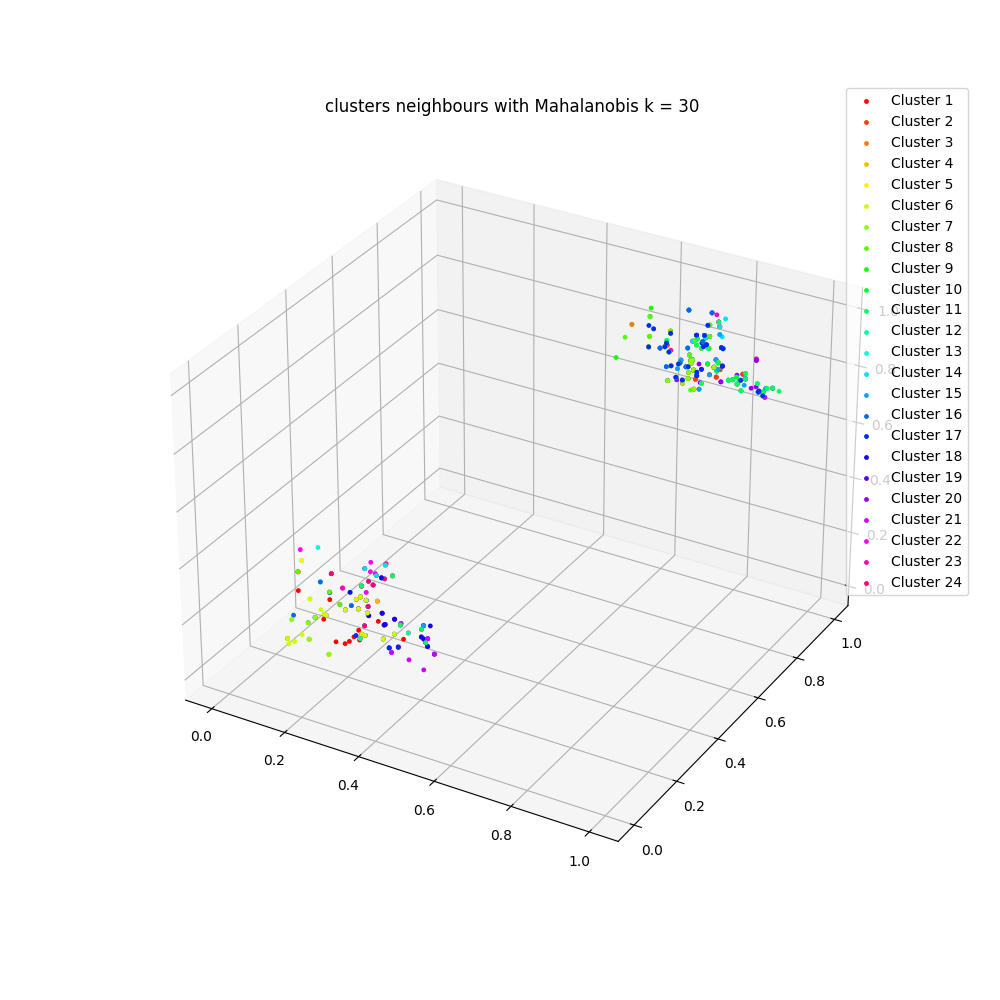 clusters neighbours with Mahalanobis k = 30
Cluster 1
Cluster 2
Cluster 3
Cluster 4
Cluster 5
Cluster 6
Cluster 7
Cluster 8
Cluster 9
Cluster 10
Cluster 11
Cluster 12
Cluster 13
Cluster 14
Cluster 15
Cluster 16
Cluster 17
Cluster 18
Cluster 19
Cluster 20
Cluster 21
Cluster 22
Cluster 23
Cluster 24
0.8
0.6
0.4
0.2
0.0
0.0
0.2
0.4
0.6
0.8
1.0
0.0
0.2
0.4
0.6
0.8
1.0